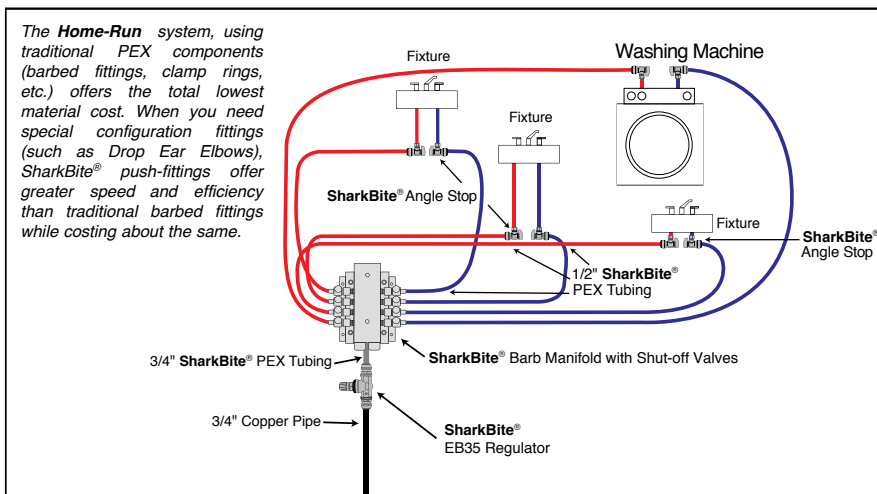 The Home-Run system, using
traditional PEX components
(barbed fittings, clamp rings,
etc.) offers the total lowest
material cost. When you need
special configuration fittings
(such as Drop Ear Elbows),
SharkBite® push-fittings offer
greater speed and efficiency
than traditional barbed fittings
while costing about the same.
Fixture
Washing Machine
Fixture
SharkBite® Angle Stop
Fixture
SharkBite®
Angle Stop
1/2" SharkBite®
PEX Tubing
3/4" SharkBite® PEX Tubing
SharkBite® Barb Manifold with Shut-off Valves
3/4" Copper Pipe
SharkBite®
EB35 Regulator